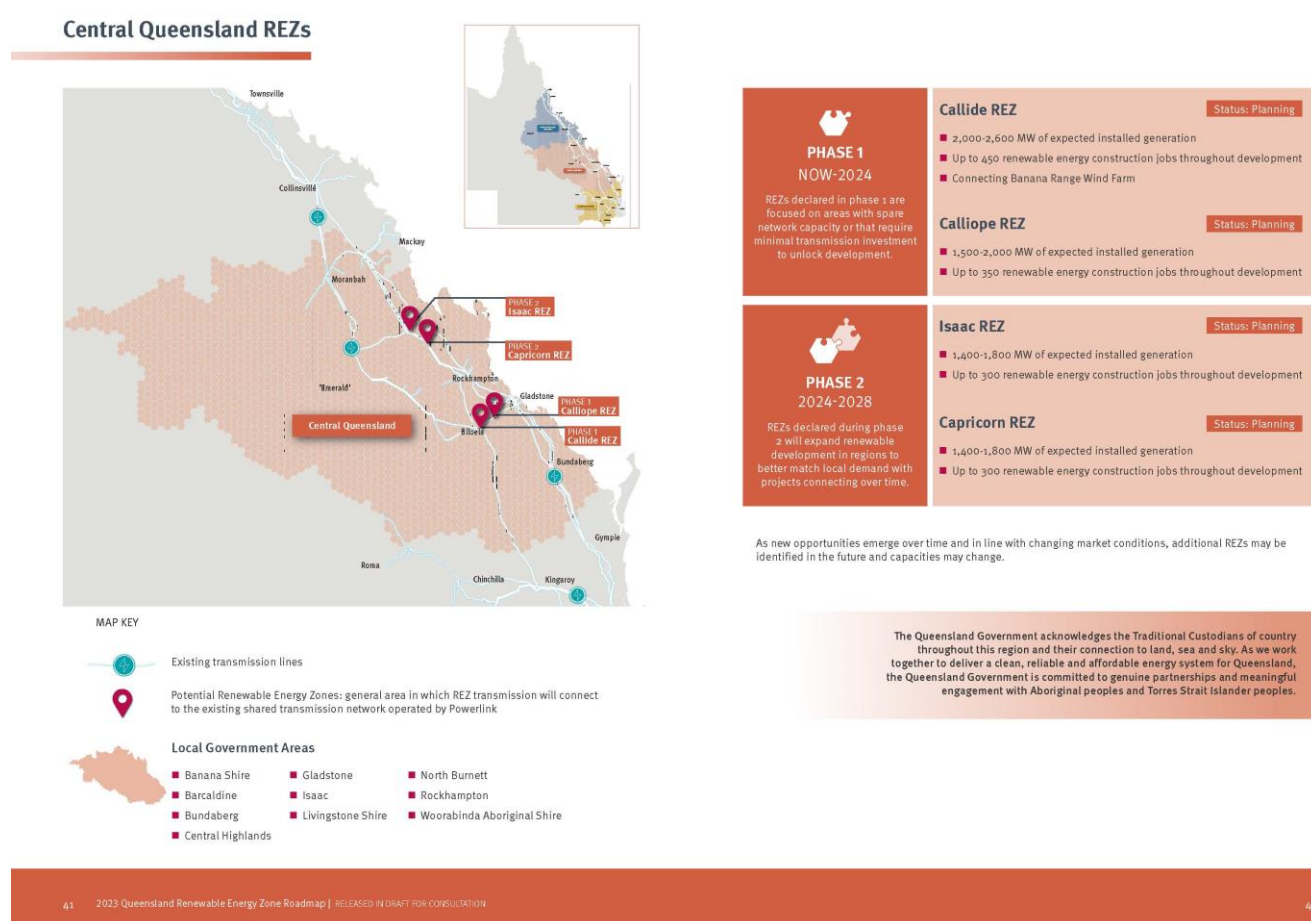 Central Queensland REZs
Townsville
Collinsville
Mackay
Moranbah
PHASE 2
Isaac REZ
PHASE 2
Capricorn REZ
Rockhampton
"Emerald"
Gladstone
PHASE 1
Calliope REZ
Central Queensland
Biloela
PHASE 1
Callide REZ
Bundaberg
Gympie
Roma
Chinchilla
Kingaroy
MAP KEY
Existing transmission lines
Potential Renewable Energy Zones: general area in which REZ transmission will connect
to the existing shared transmission network operated by Powerlink
Local Government Areas
Banana Shire
Barcaldine
Bundaberg
Central Highlands
Gladstone
Isaac
Livingstone Shire
North Burnett
Rockhampton
Woorabinda Aboriginal Shire
PHASE 1
NOW-2024
REZs declared in phase 1 are
focused on areas with spare
network capacity or that require
minimal transmission investment
to unlock development.
Callide REZ
Status: Planning
2,000-2,600 MW of expected installed generation
Up to 450 renewable energy construction jobs throughout development
Connecting Banana Range Wind Farm
Calliope REZ
Status: Planning
1,500-2,000 MW of expected installed generation
Up to 350 renewable energy construction jobs throughout development
PHASE 2
2024-2028
REZs declared during phase
2 will expand renewable
development in regions to
better match local demand with
projects connecting over time.
Isaac REZ
Status: Planning
1,400-1,800 MW of expected installed generation
Up to 300 renewable energy construction jobs throughout development
Capricorn REZ
Status: Planning
1,400-1,800 MW of expected installed generation
Up to 300 renewable energy construction jobs throughout development
As new opportunities emerge over time and in line with changing market conditions, additional REZs may be
identified in the future and capacities may change.
The Queensland Government acknowledges the Traditional Custodians of country
throughout this region and their connection to land, sea and sky. As we work
together to deliver a clean, reliable and affordable energy system for Queensland,
the Queensland Government is committed to genuine partnerships and meaningful
engagement with Aboriginal peoples and Torres Strait Islander peoples.
41 2023 Queensland Renewable Energy Zone Roadmap | RELEASED IN DRAFT FOR CONSULTATION